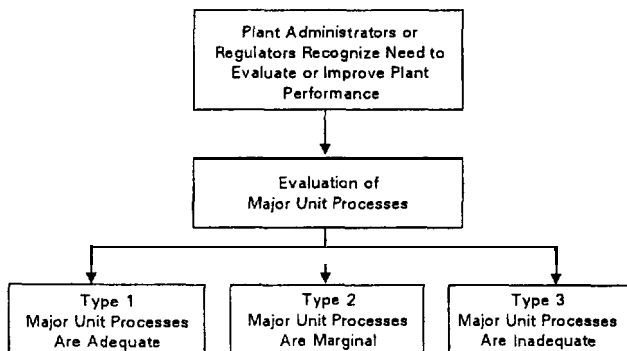 Plant Administrators or
Regulators Recognize Need to
Evaluate or Improve Plant
Performance
Evaluation of
Major Unit Processes
Type 1
Major Unit Processes
Are Adequate
Type 2
Major Unit Processes
Are Marginal
Type 3
Major Unit Processes
Are Inadequate